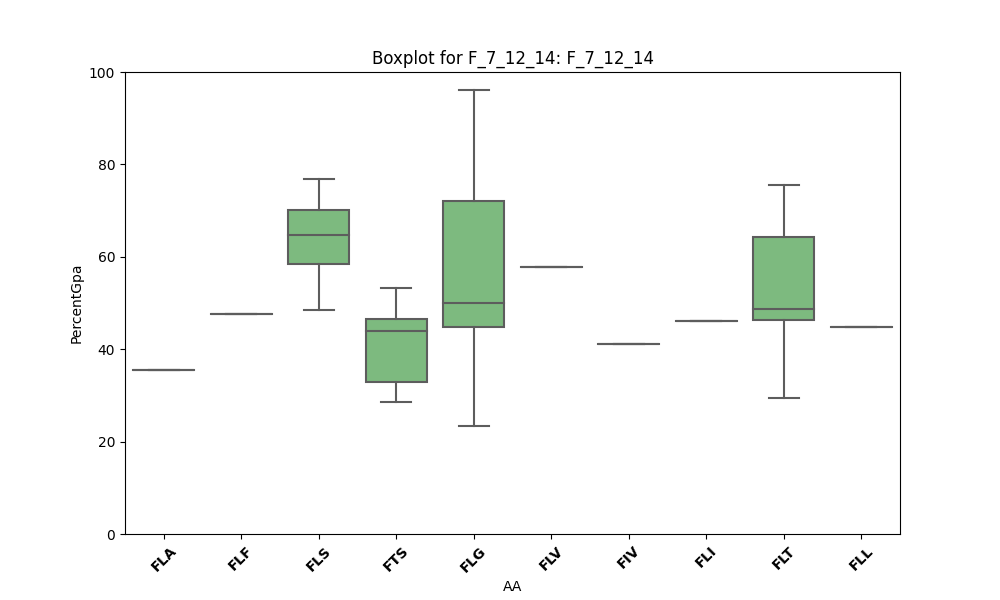 Boxplot for F_7_12_14: F_7_12_14
PercentGpa
100
80
60
40
20
0
FLA FLF FLS FTS FLG FLV FIV FLI FLT FLL
AA